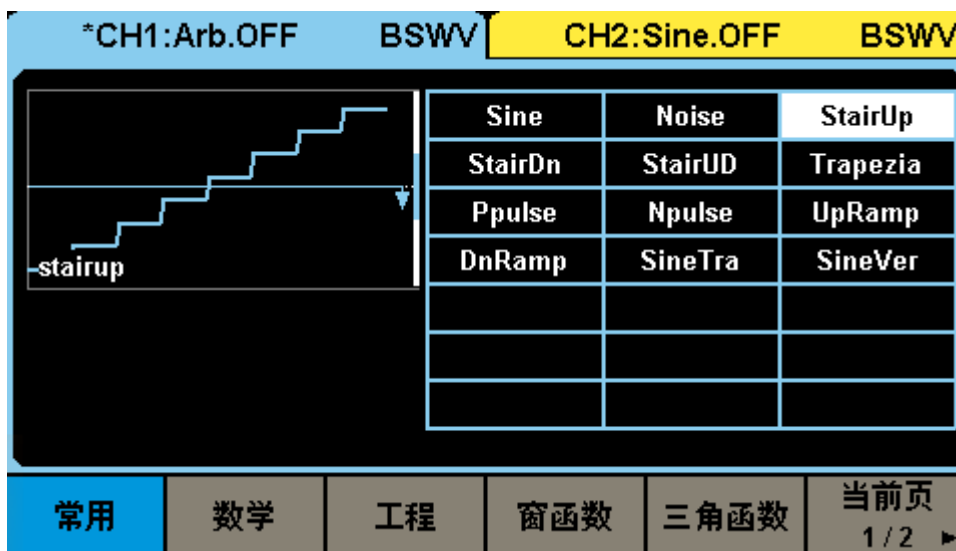 *CH1:Arb.OFF BSWV CH2:Sine.OFF BSWV
Sine Noise StairUp
StairDn StairUD Trapezia
Ppulse Npulse UpRamp
DnRamp SineTra SineVer
stairup
常用 数学 工程 窗函数 三角函数 当前页
1/2 ►